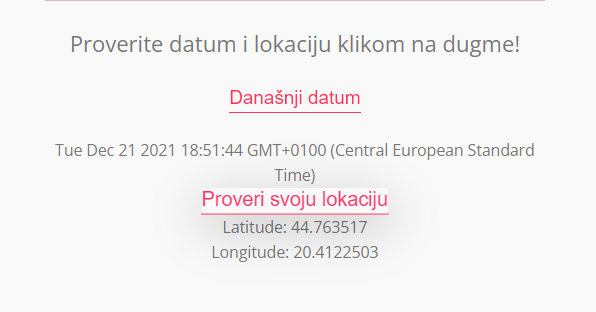 Proverite datum i lokaciju klikom na dugme!
Današnji datum
Tue Dec 21 2021 18:51:44 GMT+0100 (Central European Standard
Time)
Proveri svoju lokaciju
Latitude: 44.763517
Longitude: 20.4122503